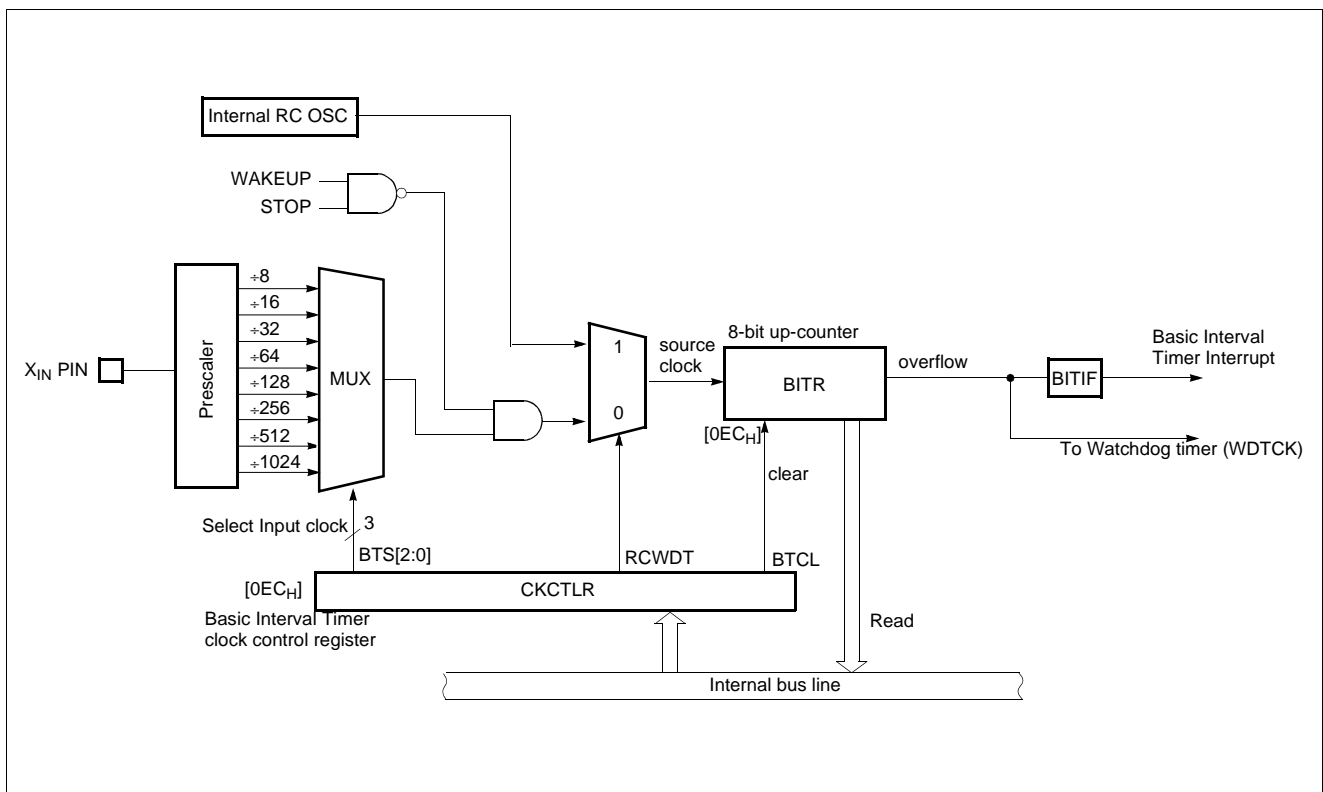 Internal RC OSC
WAKEUP
STOP
XIN PIN
Prescaler
÷8
÷16
÷32
÷64
÷128
÷256
÷512
÷1024
MUX
1
0
source
clock
8-bit up-counter
BITR
[0ECH]
overflow
BITIF
Basic Interval
Timer Interrupt
To Watchdog timer (WDTCK)
clear
Select Input clock
3
BTS[2:0]
RCWDT
BTCL
[0ECH]
CKCTLR
Basic Interval Timer
clock control register
Read
Internal bus line